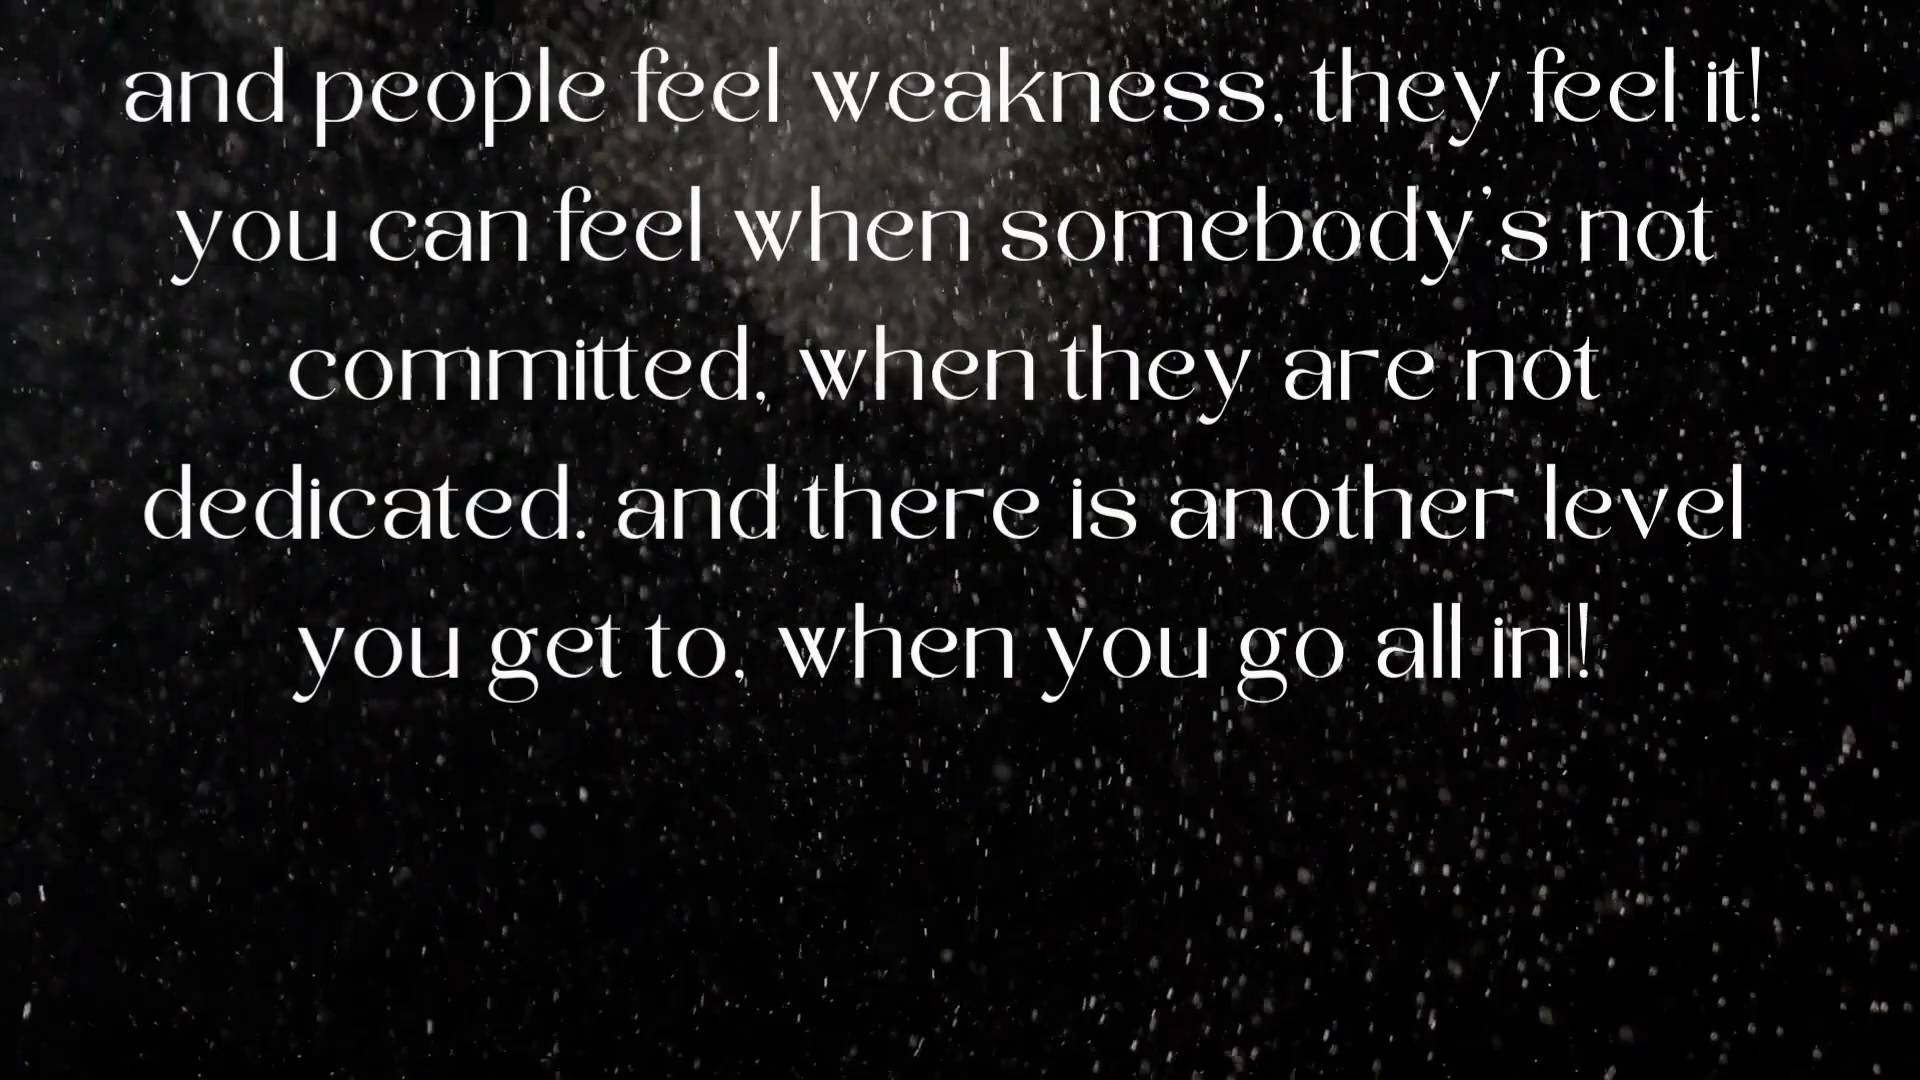 and people feel weakness, they feel it!
you can feel when somebody's not
committed, when they are not
dedicated. and there is another level
you get to, when you go all in!